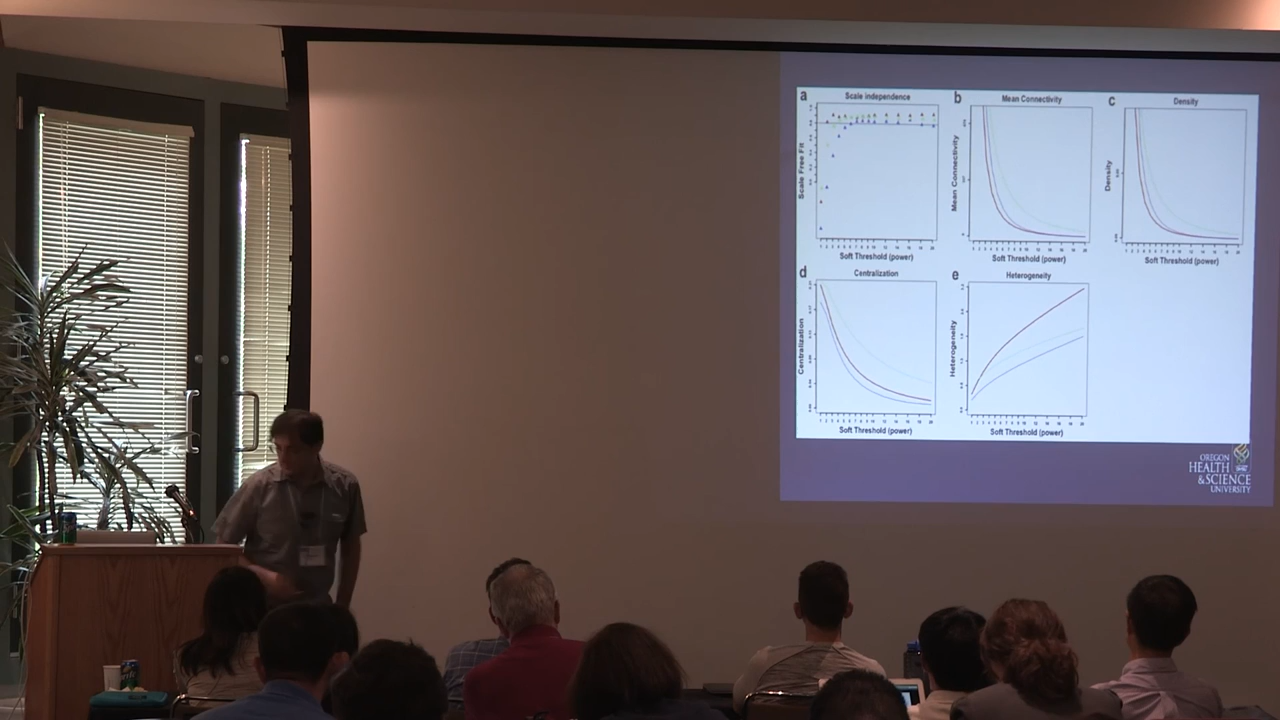 a
Scale independence
Scale Free Fit
Soft Threshold (power)
b
Mean Connectivity
Mean Connectivity
Soft Threshold (power)
c
Density
Density
Soft Threshold (power)
d
Centralization
Centralization
Soft Threshold (power)
e
Heterogeneity
Heterogeneity
Soft Threshold (power)
OREGON
HEALTH
&SCIENCE
UNIVERSITY